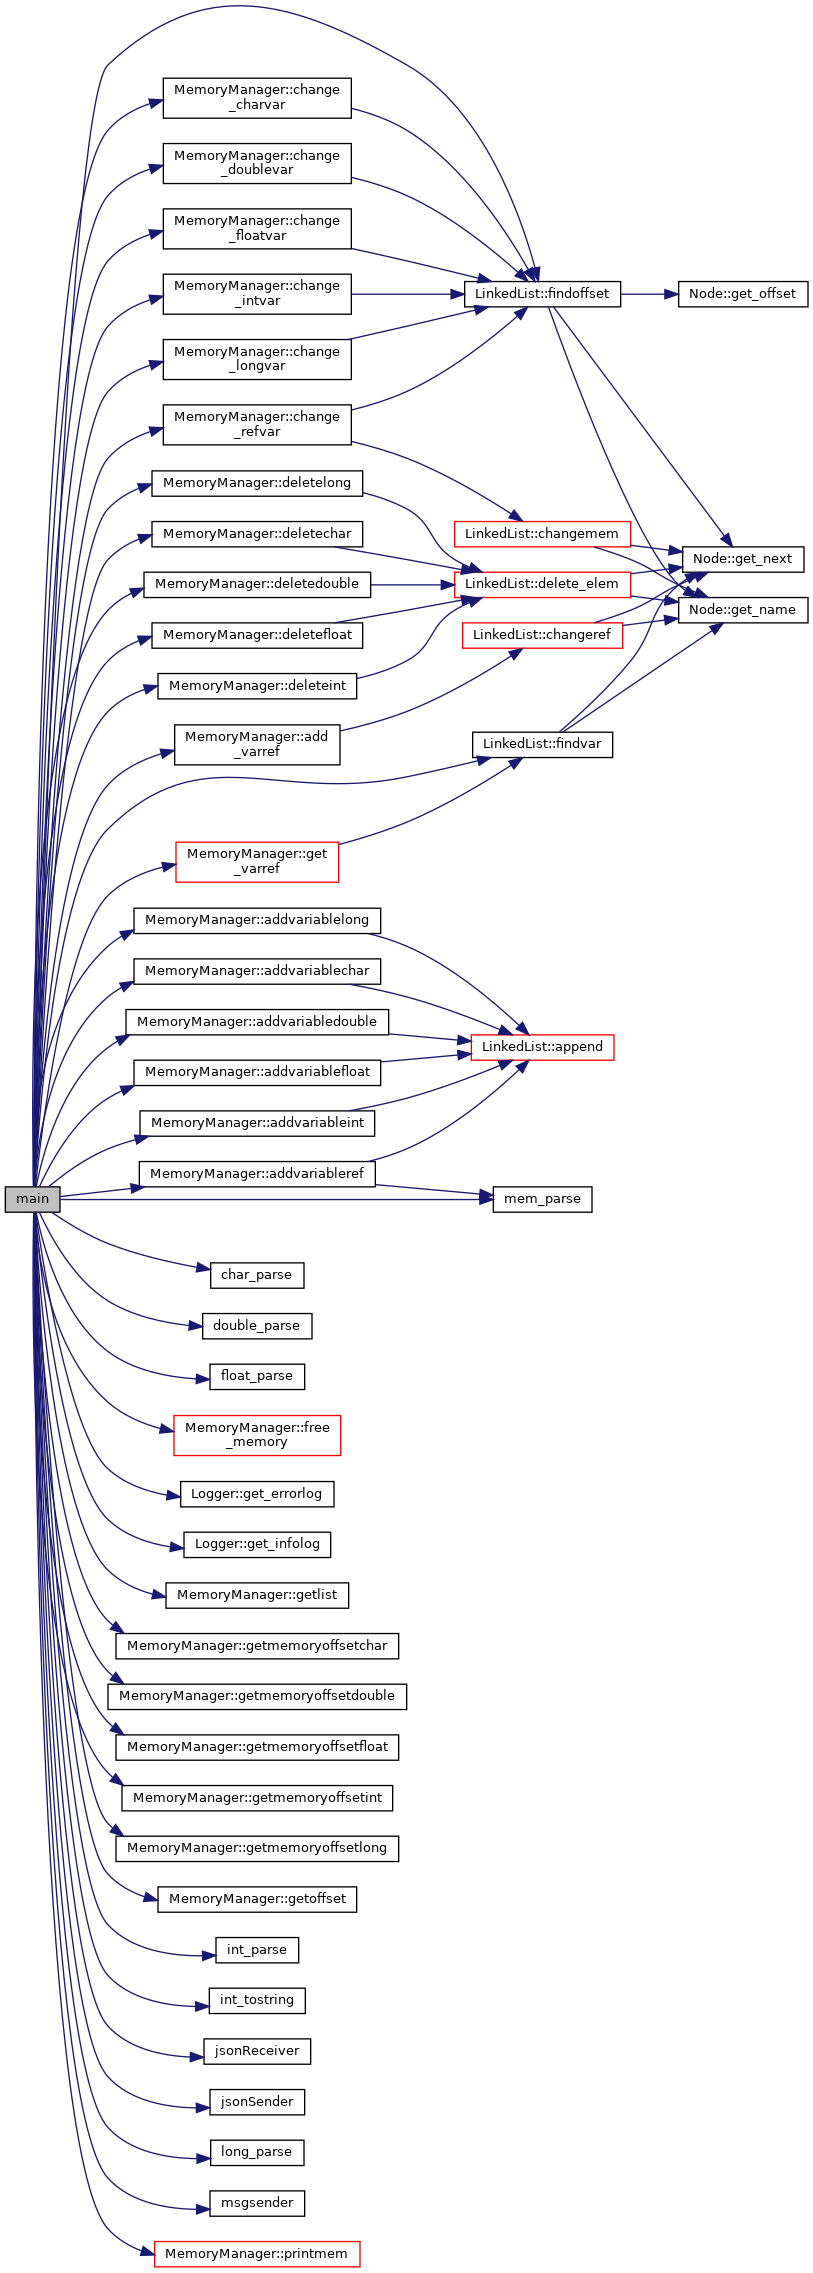 MemoryManager::change
_charvar
MemoryManager::change
_doublevar
MemoryManager::change
_floatvar
MemoryManager::change
_intvar
LinkedList::findoffset
Node::get_offset
MemoryManager::change
_longvar
MemoryManager::change
_refvar
MemoryManager::deletelong
MemoryManager::deletechar
LinkedList::changemem
Node::get_next
MemoryManager::deletedouble
LinkedList::delete_elem
Node::get_name
MemoryManager::deletefloat
LinkedList::changeref
MemoryManager::deleteint
MemoryManager::add
_varref
LinkedList::findvar
MemoryManager::get
_varref
MemoryManager::addvariablelong
MemoryManager::addvariablechar
MemoryManager::addvariabledouble
LinkedList::append
MemoryManager::addvariablefloat
MemoryManager::addvariableint
MemoryManager::addvariableref
main
mem_parse
char_parse
double_parse
float_parse
MemoryManager::free
_memory
Logger::get_errorlog
Logger::get_infolog
MemoryManager::getlist
MemoryManager::getmemoryoffsetchar
MemoryManager::getmemoryoffsetdouble
MemoryManager::getmemoryoffsetfloat
MemoryManager::getmemoryoffsetint
MemoryManager::getmemoryoffsetlong
MemoryManager::getoffset
int_parse
int_tostring
jsonReceiver
jsonSender
long_parse
msgsender
MemoryManager::printmem